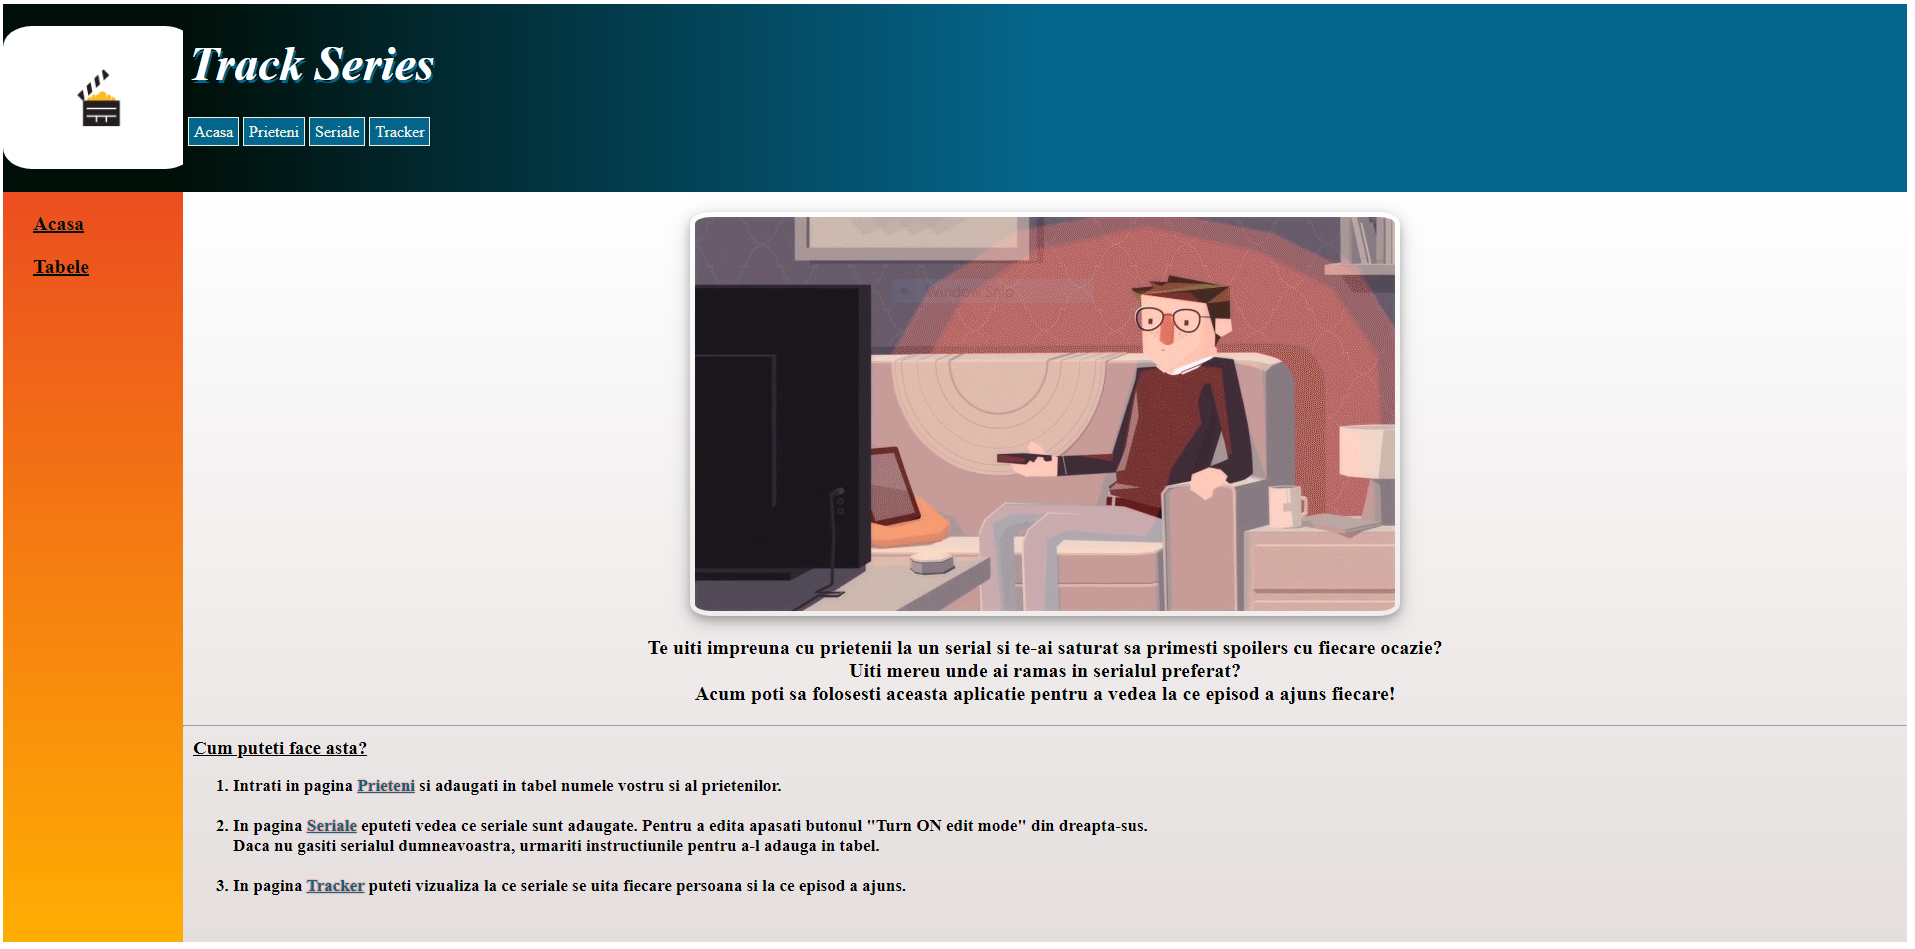 Track Series
Acasa Prieteni Seriale Tracker
Acasa
Tabele
Window Snip
Te uiti impreuna cu prietenii la un serial si te-ai saturat sa primesti spoilers cu fiecare ocazie?
Uiti mereu unde ai ramas in serialul preferat?
Acum poti sa folosesti aceasta aplicatie pentru a vedea la ce episod a ajuns fiecare!
Cum puteti face asta?
1. Intrati in pagina Prieteni si adaugati in tabel numele vostru si al prietenilor.
2. In pagina Seriale eputeti vedea ce seriale sunt adaugate. Pentru a edita apasati butonul "Turn ON edit mode" din dreapta-sus.
Daca nu gasiti serialul dumneavoastra, urmariti instructiunile pentru a-l adauga in tabel.
3. In pagina Tracker puteti vizualiza la ce seriale se uita fiecare persoana si la ce episod a ajuns.